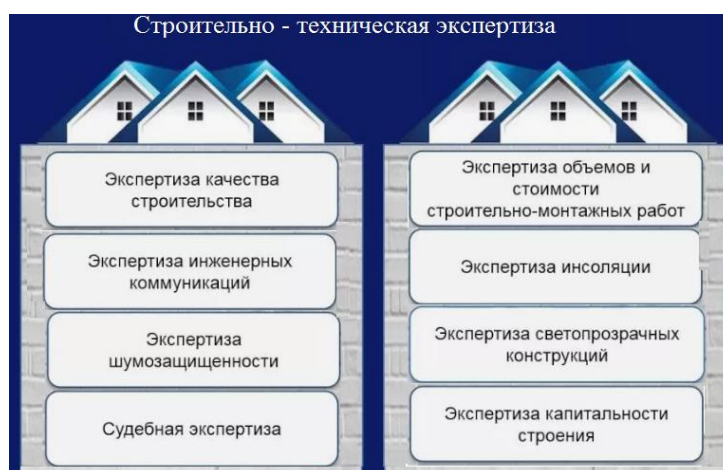 Строительно - техническая экспертиза
Экспертиза качества
строительства
Экспертиза инженерных
коммуникаций
Экспертиза
шумозащищенности
Судебная экспертиза
Экспертиза объемов и
стоимости
строительно-монтажных работ
Экспертиза инсоляции
Экспертиза светопрозрачных
конструкций
Экспертиза капитальности
строения